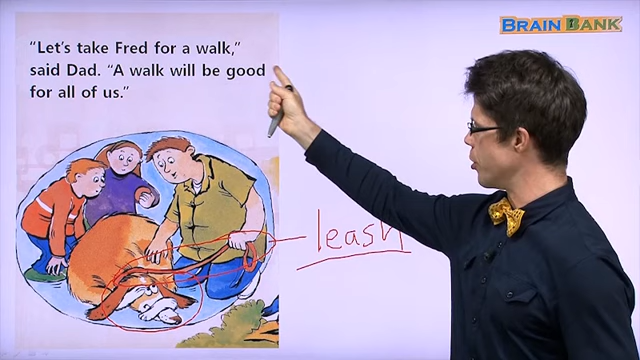 BRAIN BANK
"Let's take Fred for a walk,"
said Dad. "A walk will be good
for all of us."
leash